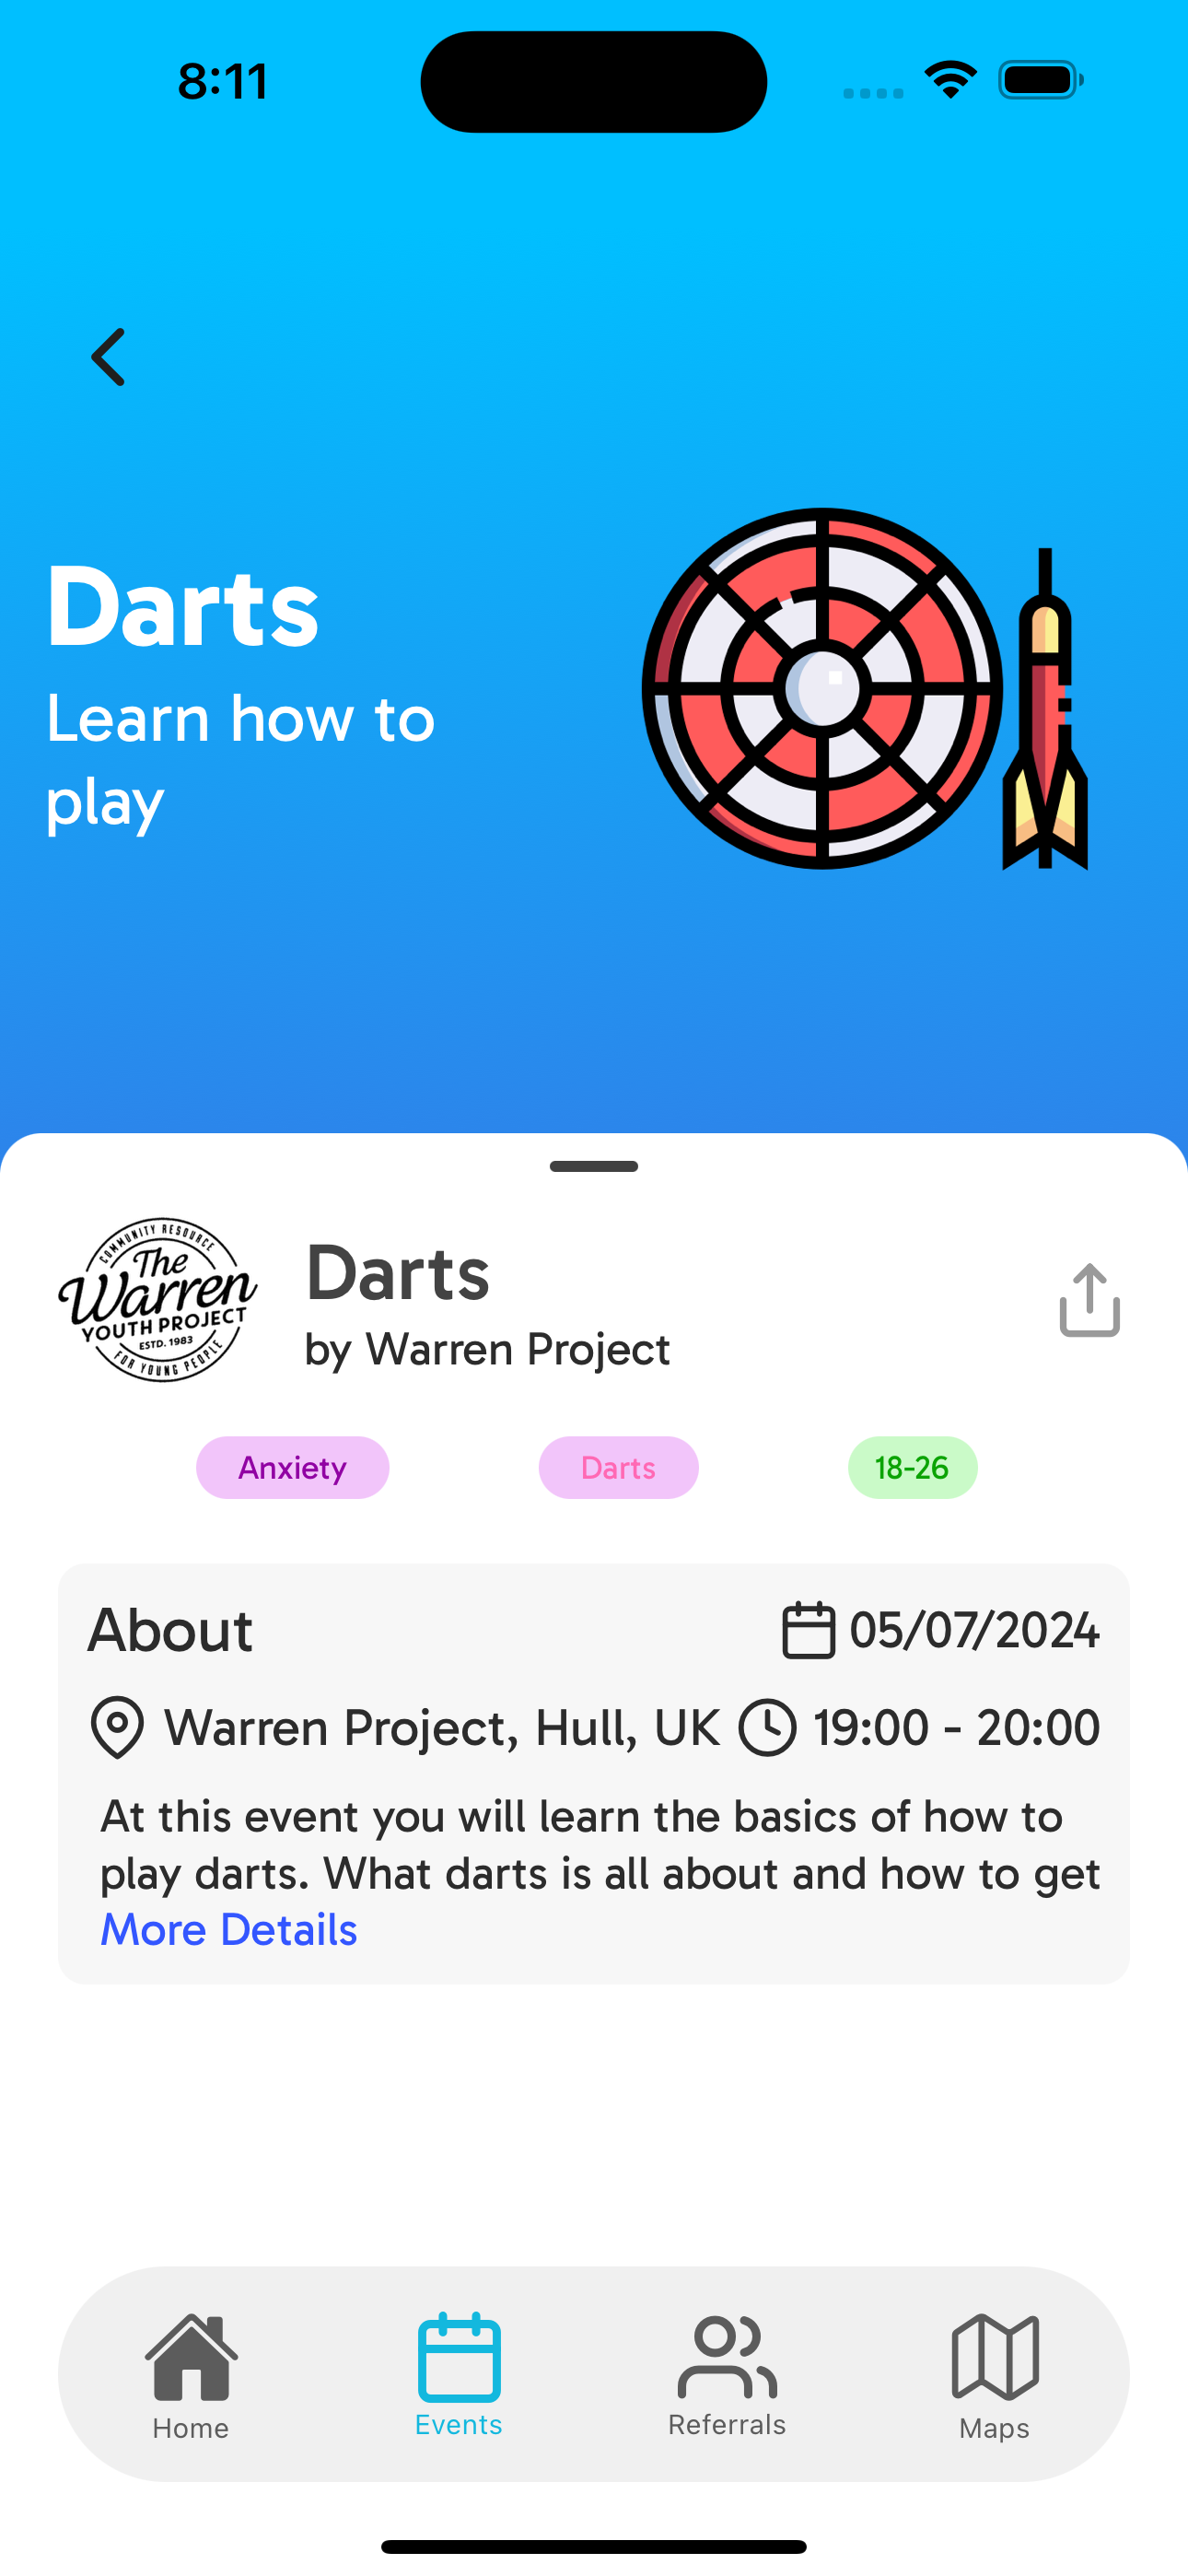 8:11
Darts
Learn how to
play
COMMUNITY RESOURCE
The
Warren
YOUTH PROJECT
ESTD. 1983
FOR YOUNG PEOPLE
Darts
by Warren Project
Anxiety
Darts
18-26
About
05/07/2024
Warren Project, Hull, UK
19:00 - 20:00
At this event you will learn the basics of how to
play darts. What darts is all about and how to get
More Details
Home
Events
Referrals
Maps